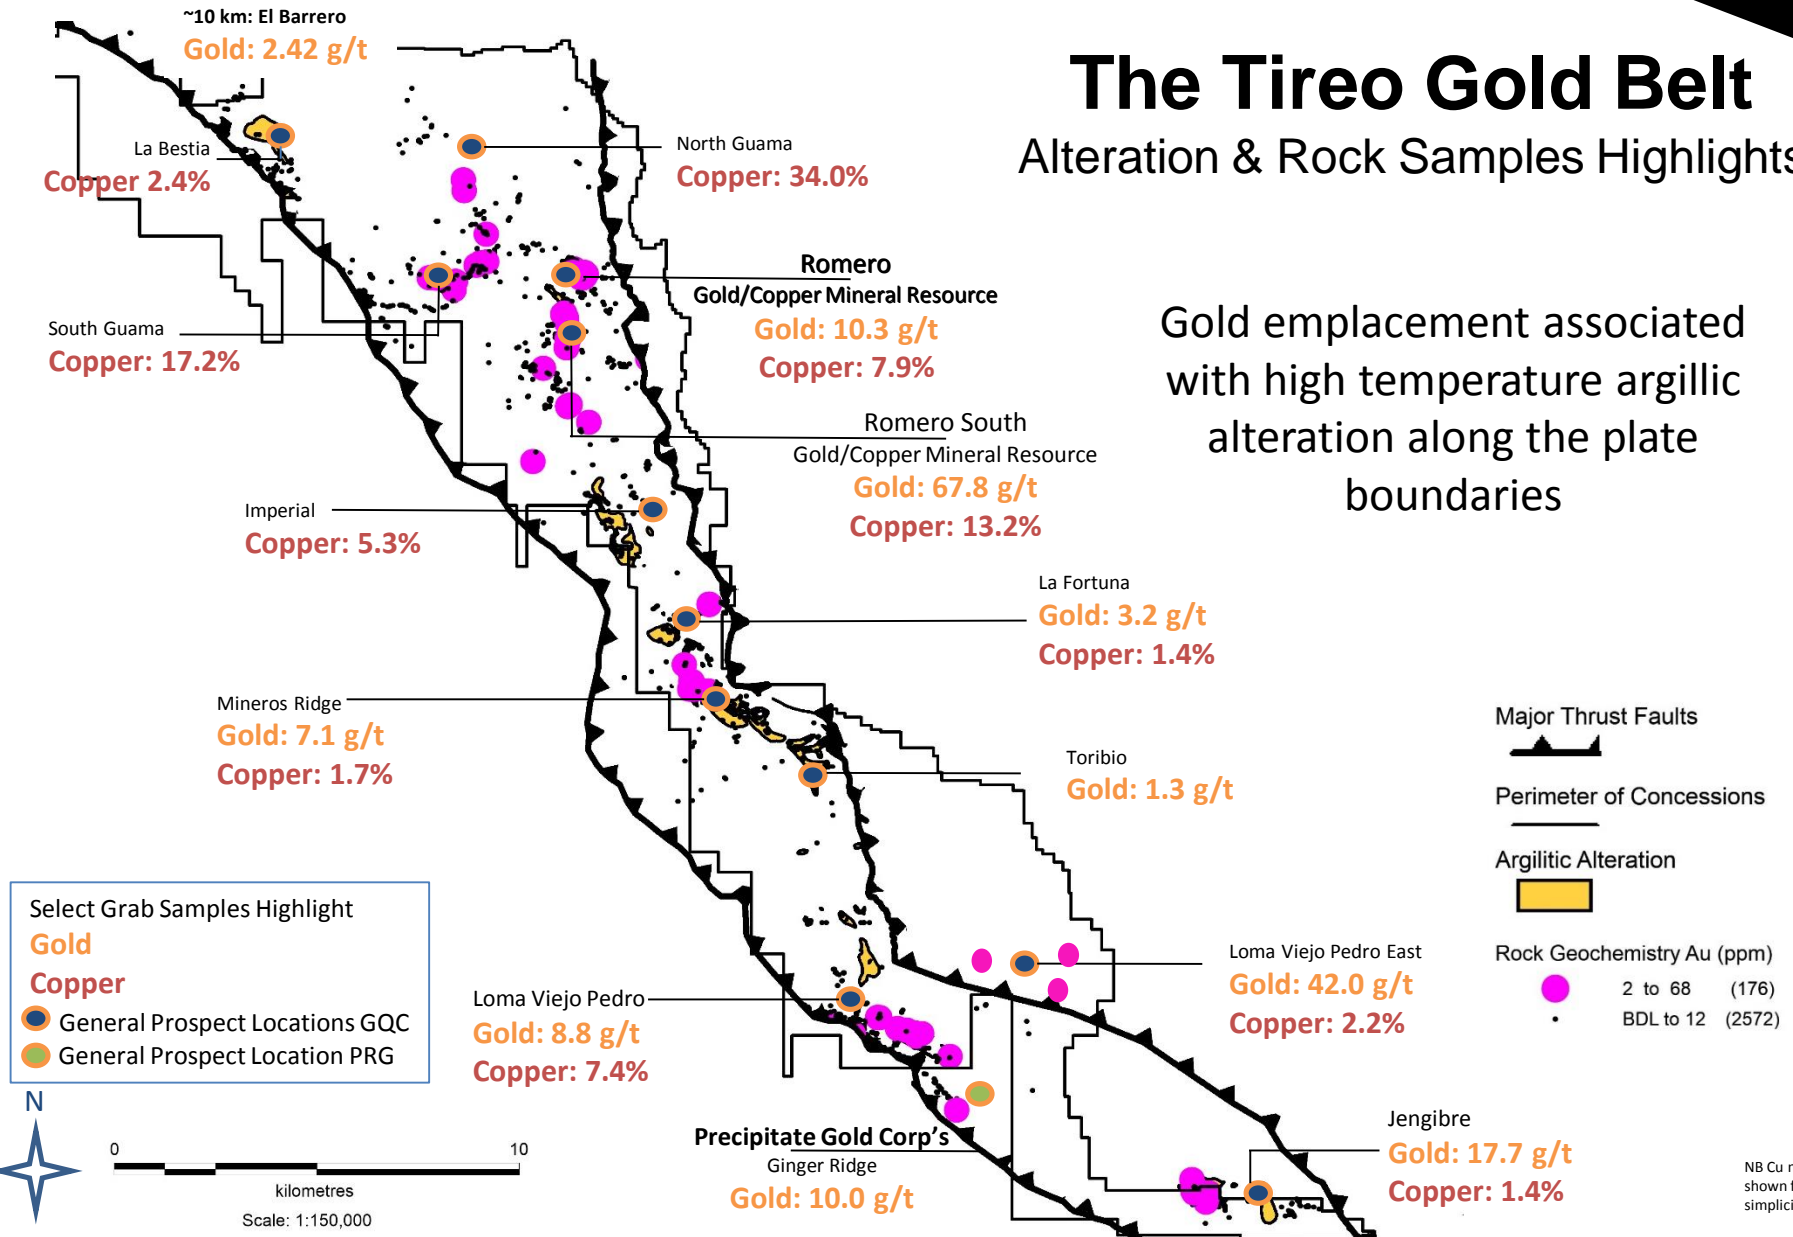 ~10 km: El Barrero
Gold: 2.42 g/t
The Tireo Gold Belt
Alteration & Rock Samples Highlights
La Bestia
Copper 2.4%
North Guama
Copper: 34.0%
Romero
Gold/Copper Mineral Resource
Gold: 10.3 g/t
Copper: 7.9%
Gold emplacement associated
with high temperature argillic
alteration along the plate
boundaries
South Guama
Copper: 17.2%
Romero South
Gold/Copper Mineral Resource
Gold: 67.8 g/t
Copper: 13.2%
Imperial
Copper: 5.3%
La Fortuna
Gold: 3.2 g/t
Copper: 1.4%
Mineros Ridge
Gold: 7.1 g/t
Copper: 1.7%
Toribio
Gold: 1.3 g/t
Major Thrust Faults
Perimeter of Concessions
Argilitic Alteration
Rock Geochemistry Au (ppm)
2 to 68 (176)
BDL to 12 (2572)
Select Grab Samples Highlight
Gold
Copper
General Prospect Locations GQC
General Prospect Location PRG
Loma Viejo Pedro East
Gold: 42.0 g/t
Copper: 2.2%
Loma Viejo Pedro
Gold: 8.8 g/t
Copper: 7.4%
Precipitate Gold Corp's
Ginger Ridge
Gold: 10.0 g/t
Jengibre
Gold: 17.7 g/t
Copper: 1.4%
N
0 10
kilometres
Scale: 1:150,000
NB Cu
shown